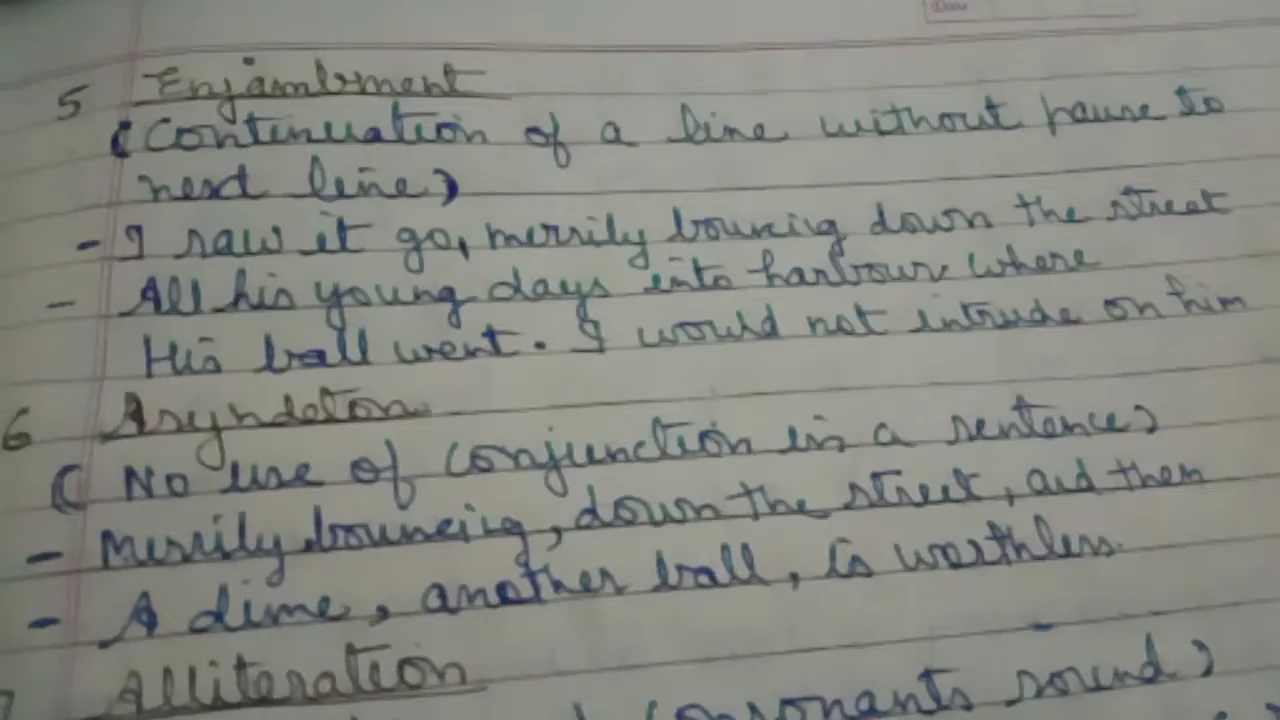 5 Enjambment
(Continuation of a line without pause to
next line)
- I saw it go, merrily bouncig down the street
- All his young days into harbour where
His ball went. I would not intrude on him
6 Asyndeton
( No use of conjunction in a sentence)
- Merrily bouncing, down the street, and then
- A dime, another ball, is worthless.
Alliteration
consonants sound)